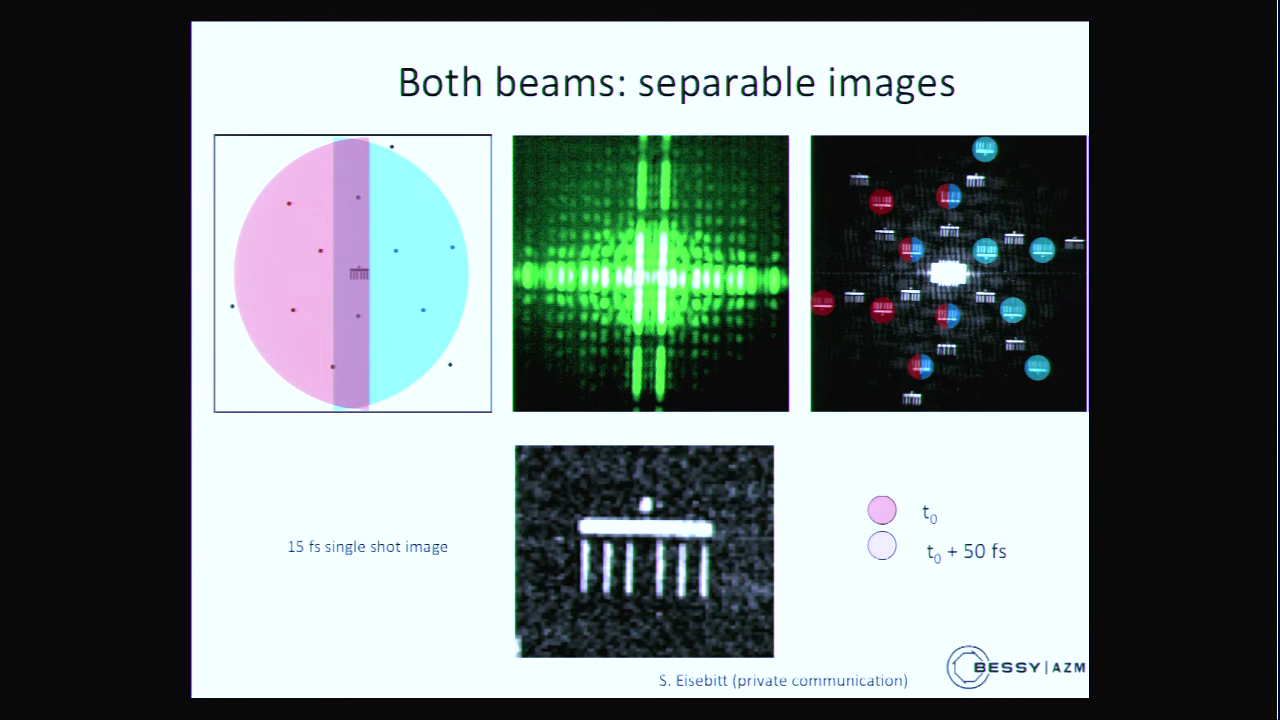 Both beams: separable images
15 fs single shot image
t0
t0 + 50 fs
S. Eisebitt (private communication)
BESSY | AZM